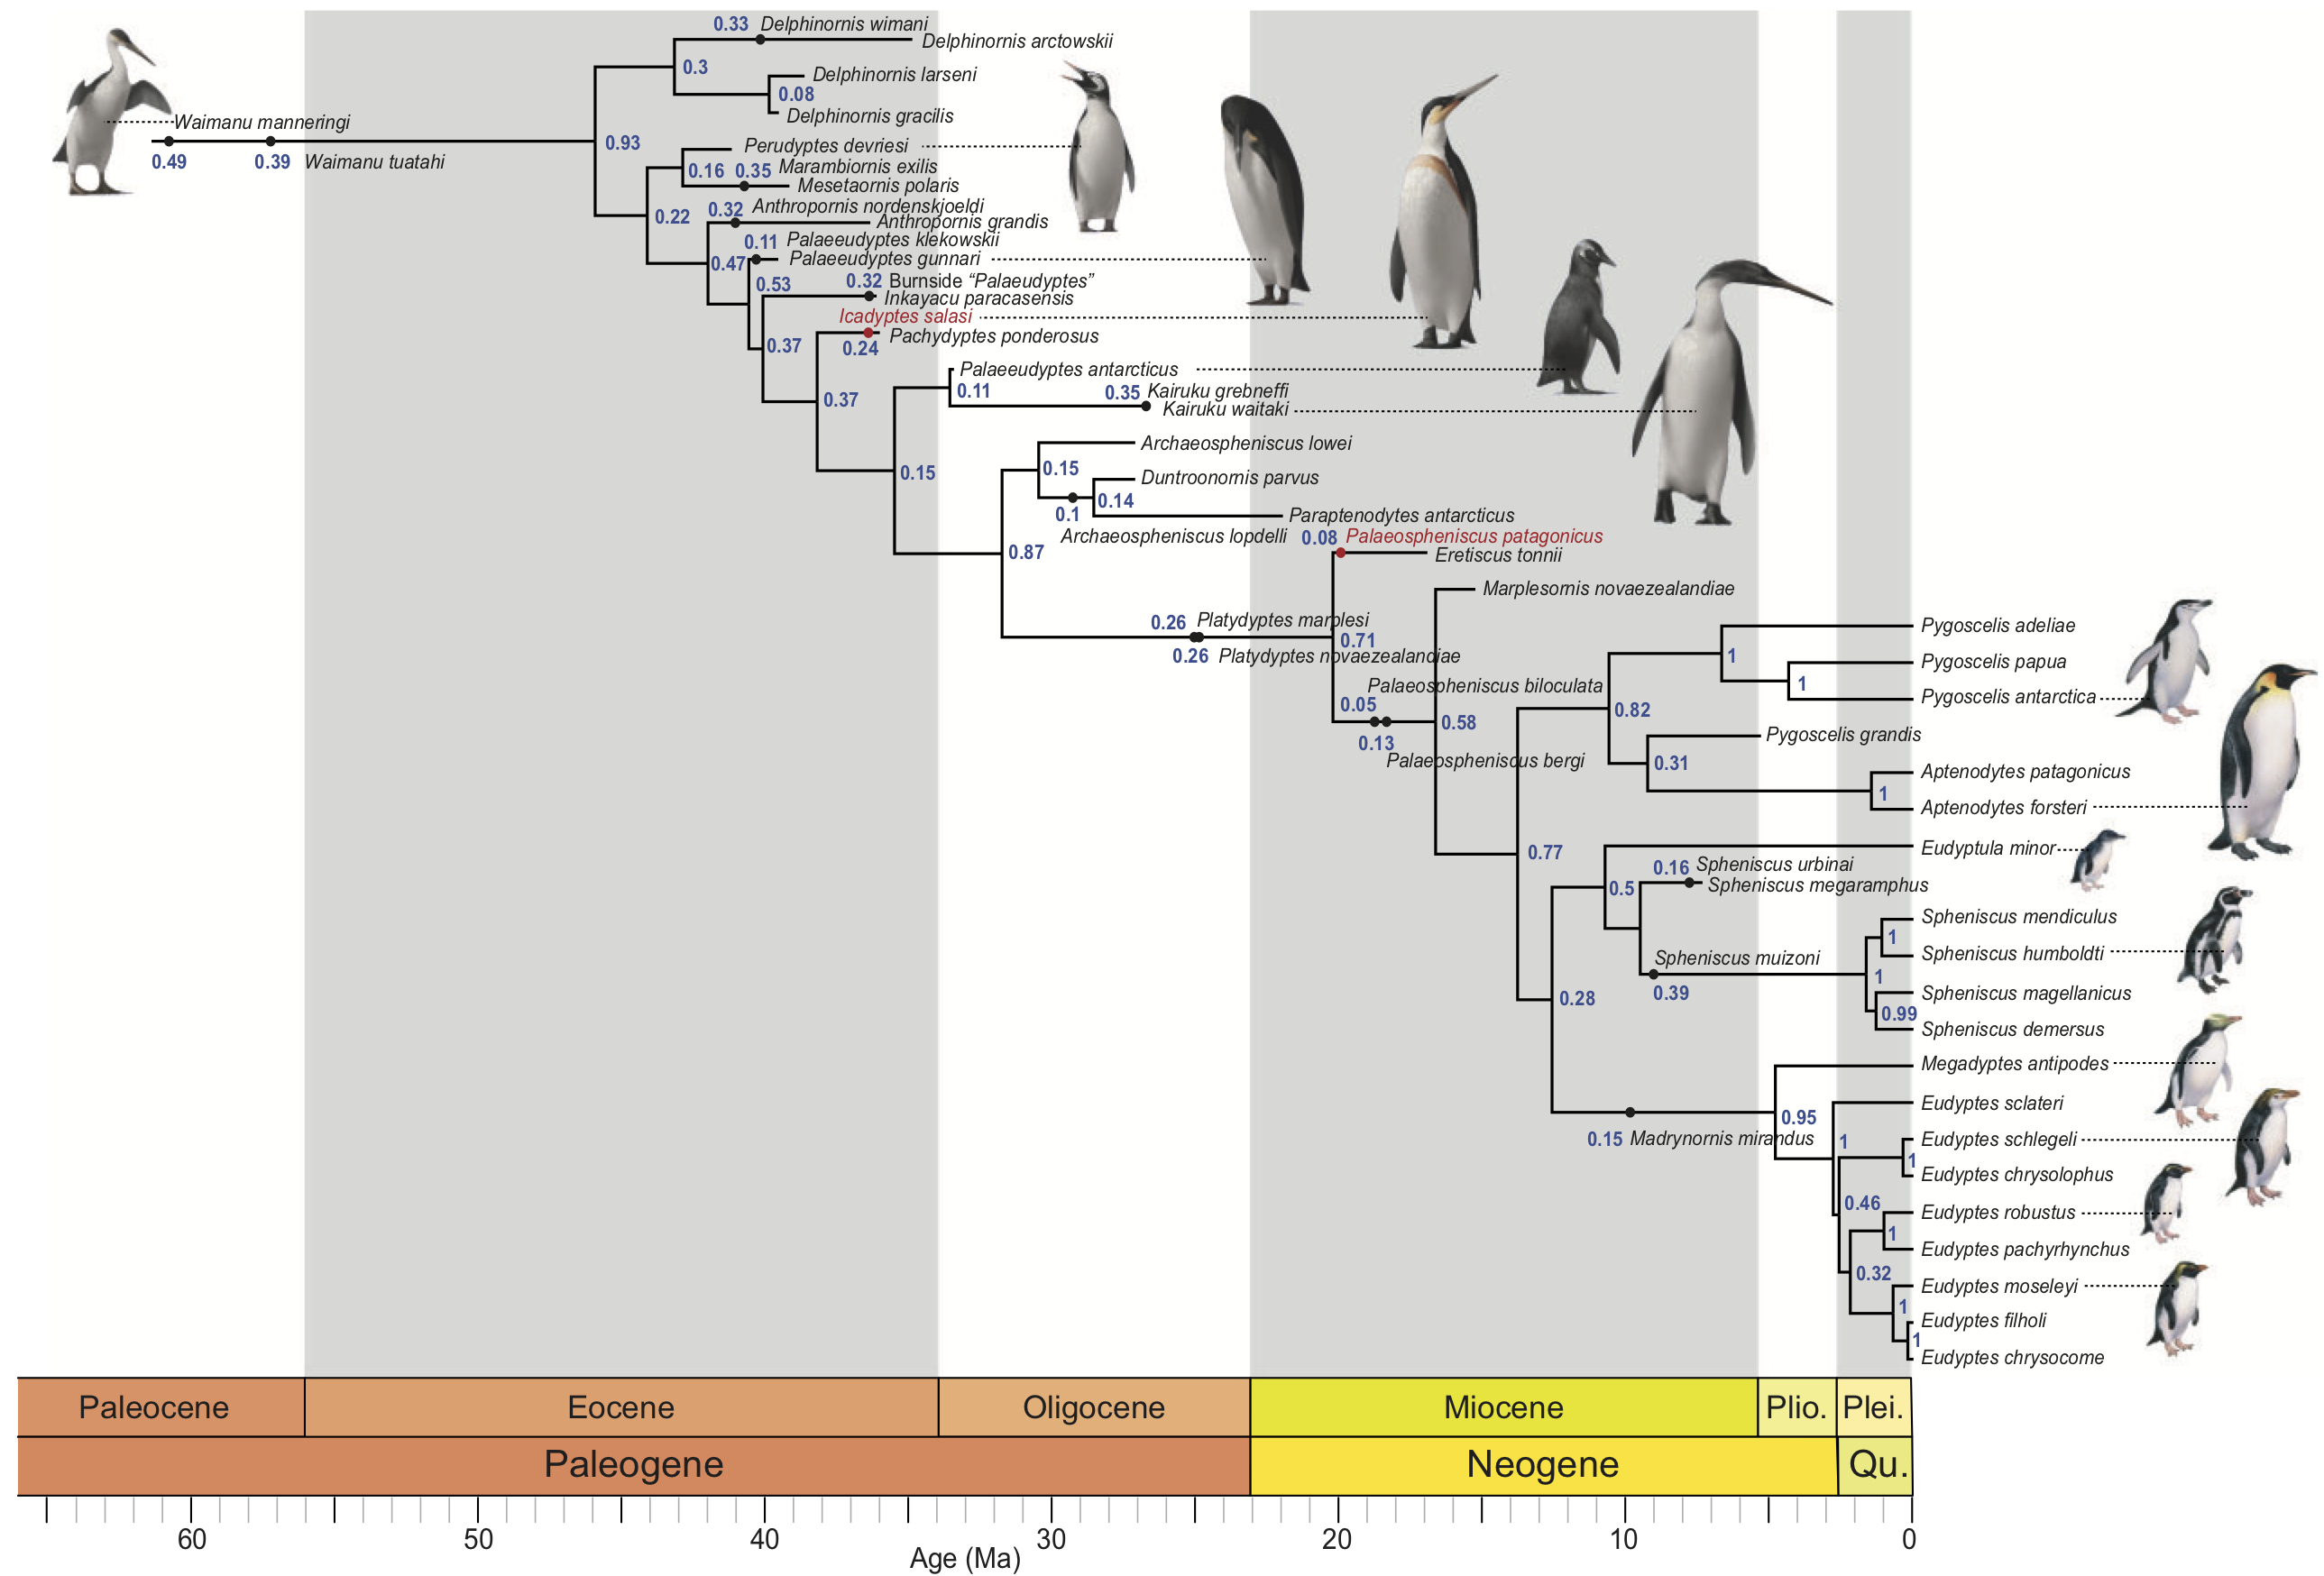 0.33 Delphinornis wimani
Delphinornis arctowskii
0.3
Delphinornis larseni
0.08
Delphinornis gracilis
Waimanu manneringi
0.93
0.49 0.39 Waimanu tuatahi
Perudyptes devriesi
0.16 0.35 Marambiornis exilis
Mesetaornis polaris
0.22
0.32 Anthropornis nordenskjoeldi
Anthropornis grandis
0.11 Palaeeudyptes klekowskii
0.47 Palaeeudyptes gunnari
0.53
0.32 Burnside “Palaeudyptes”
Inkayacu paracasensis
Icadyptes salasi
Pachydyptes ponderosus
0.37 0.24
Palaeeudyptes antarcticus
0.37
0.11 0.35 Kairuku grebneffi
Kairuku waitaki
Archaeospheniscus lowei
0.15 0.15
Duntroonornis parvus
0.1 0.14
Paraptenodytes antarcticus
Archaeospheniscus lopdelli 0.08 Palaeospheniscus patagonicus
0.87
Eretiscus tonnii
Marplesornis novaezealandiae
0.26 Platydyptes marplesi
0.71
0.26 Platydyptes novaezealandiae
Pygoscelis adeliae
1
Pygoscelis papua
1
Pygoscelis antarctica
Palaeospheniscus biloculata
0.05
0.58 0.82
0.13
Palaeospheniscus bergi
Pygoscelis grandis
0.31
Aptenodytes patagonicus
1
Aptenodytes forsteri
0.77
Eudyptula minor
0.16 Spheniscus urbinai
0.5 Spheniscus megaramphus
Spheniscus mendiculus
1
Spheniscus humboldti
Spheniscus muizoni
1
0.39
0.28
Spheniscus magellanicus
0.99
Spheniscus demersus
Megadyptes antipodes
Eudyptes sclateri
0.95
0.15 Madrynornis mirandus
1
Eudyptes schlegeli
1
Eudyptes chrysolophus
0.46
Eudyptes robustus
1
Eudyptes pachyrhynchus
0.32
Eudyptes moseleyi
1
Eudyptes filholi
1
Eudyptes chrysocome
Paleocene Eocene Oligocene Miocene Plio. Plei.
Paleogene Neogene Qu.
60 50 40 30 20 10 0
Age (Ma)